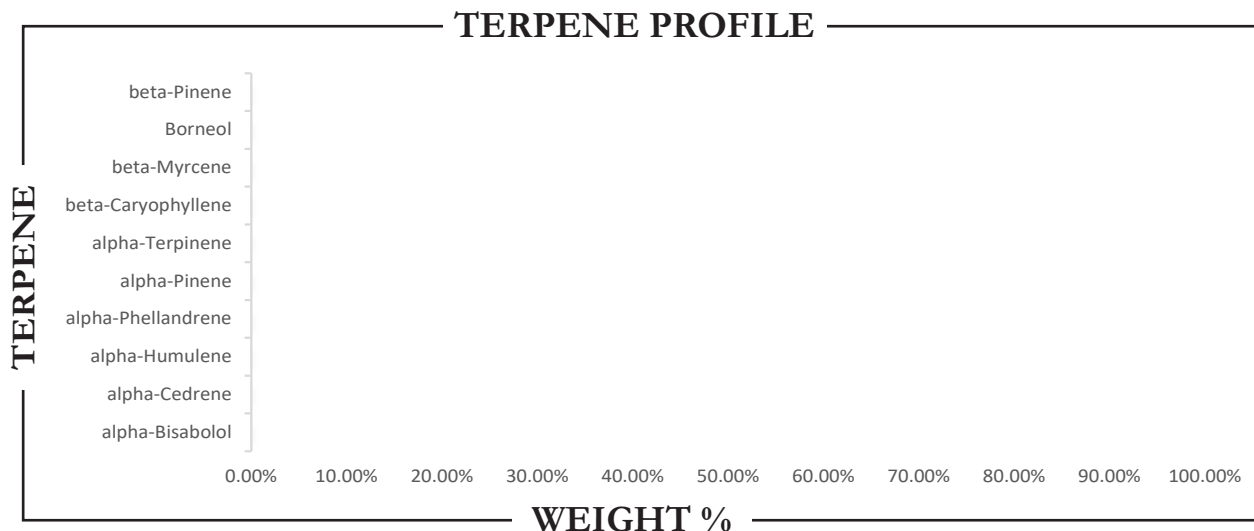 TERPENE PROFILE
TERPENE
beta-Pinene
Borneol
beta-Myrcene
beta-Caryophyllene
alpha-Terpinene
alpha-Pinene
alpha-Phellandrene
alpha-Humulene
alpha-Cedrene
alpha-Bisabolol
0.00% 10.00% 20.00% 30.00% 40.00% 50.00% 60.00% 70.00% 80.00% 90.00% 100.00%
WEIGHT %